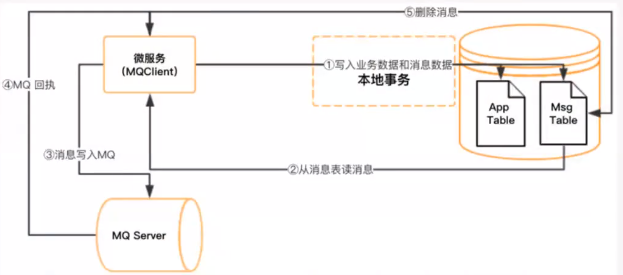 ⑤删除消息
微服务
（MQClient）
①写入业务数据和消息数据
本地事务
④MQ 回执
App
Table
Msg
Table
③消息写入MQ
②从消息表读消息
MQ Server